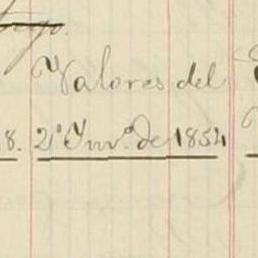 Valores del
8. 2º Invº. de 1854